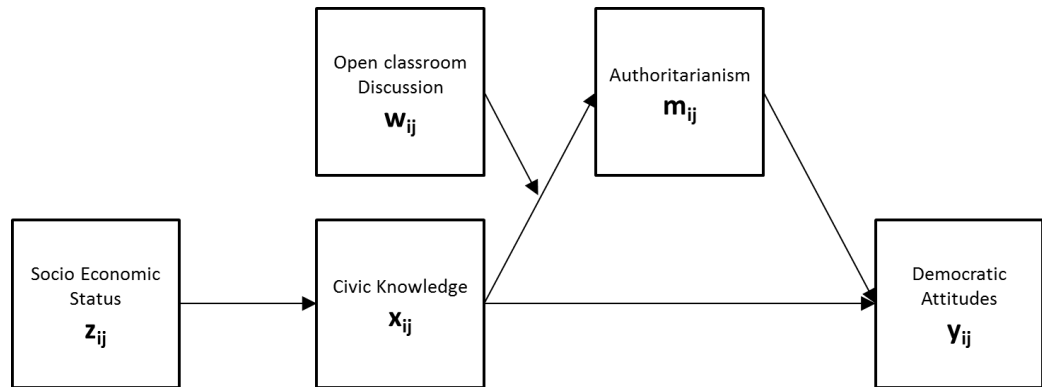 Open classroom
Discussion
wij
Authoritarianism
mij
Socio Economic
Status
zij
Civic Knowledge
xij
Democratic
Attitudes
yij